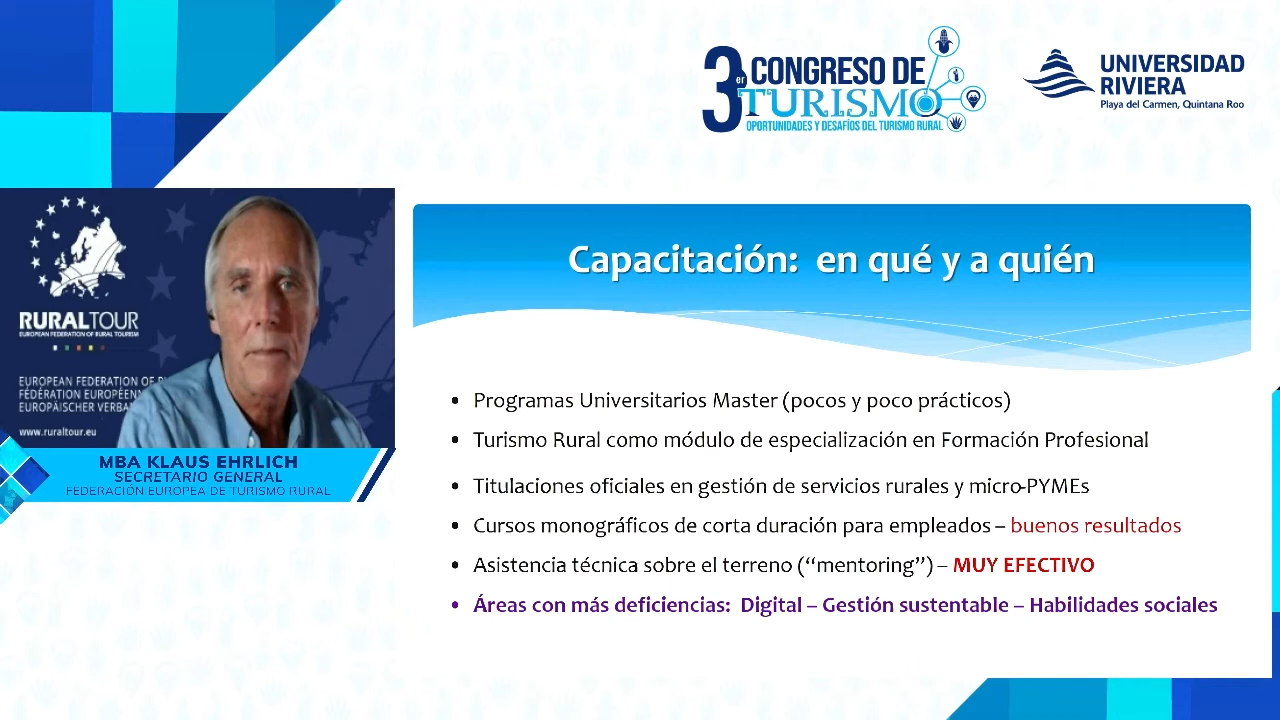 3er CONGRESO DE
TURISMO
OPORTUNIDADES Y DESAFÍOS DEL TURISMO RURAL
UNIVERSIDAD
RIVIERA
Playa del Carmen, Quintana Roo
RURALTOUR
EUROPEAN FEDERATION OF RURAL TOURISM
EUROPEAN FEDERATION OF
FÉDÉRATION EUROPÉEN
EUROPÄISCHER VERBAN
www.ruraltour.eu
MBA KLAUS EHRLICH
SECRETARIO GENERAL
FEDERACIÓN EUROPEA DE TURISMO RURAL
Capacitación: en qué y a quién
• Programas Universitarios Master (pocos y poco prácticos)
• Turismo Rural como módulo de especialización en Formación Profesional
• Titulaciones oficiales en gestión de servicios rurales y micro-PYMEs
• Cursos monográficos de corta duración para empleados – buenos resultados
• Asistencia técnica sobre el terreno (“mentoring”) – MUY EFECTIVO
• Áreas con más deficiencias: Digital – Gestión sustentable – Habilidades sociales